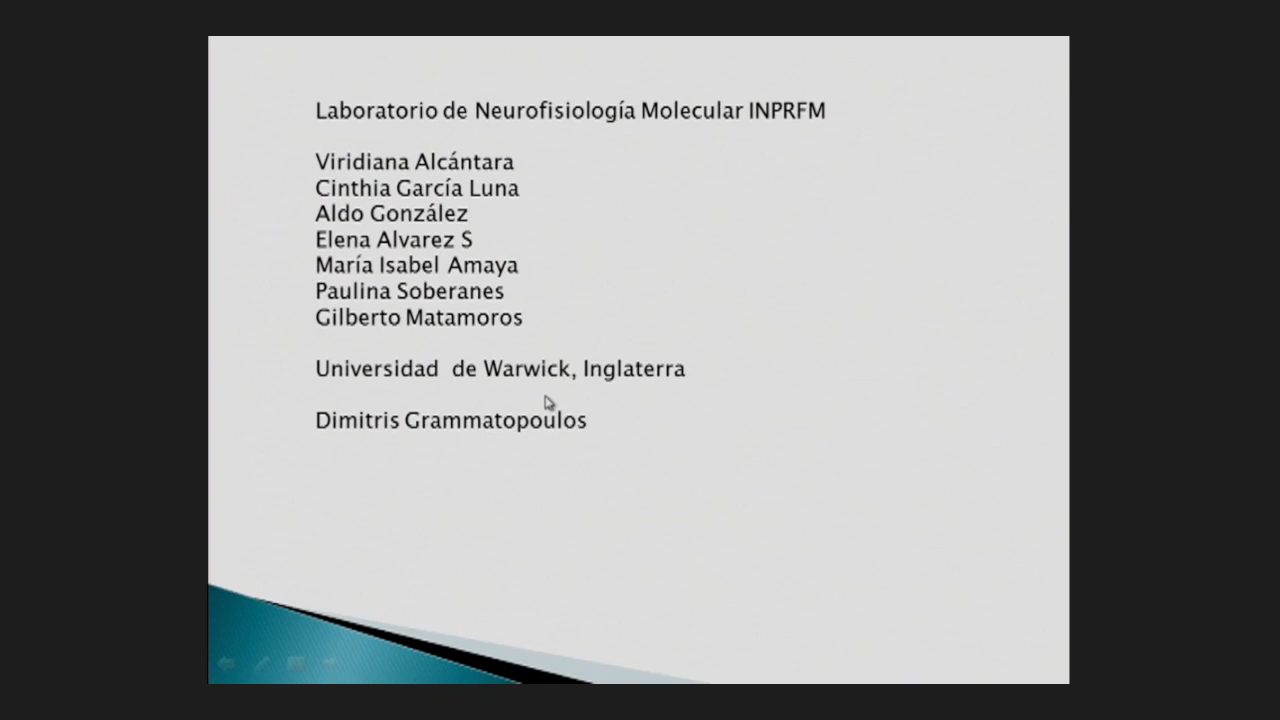 Laboratorio de Neurofisiología Molecular INPRFM
Viridiana Alcántara
Cinthia García Luna
Aldo González
Elena Alvarez S
María Isabel Amaya
Paulina Soberanes
Gilberto Matamoros
Universidad de Warwick, Inglaterra
Dimitris Grammatopoulos